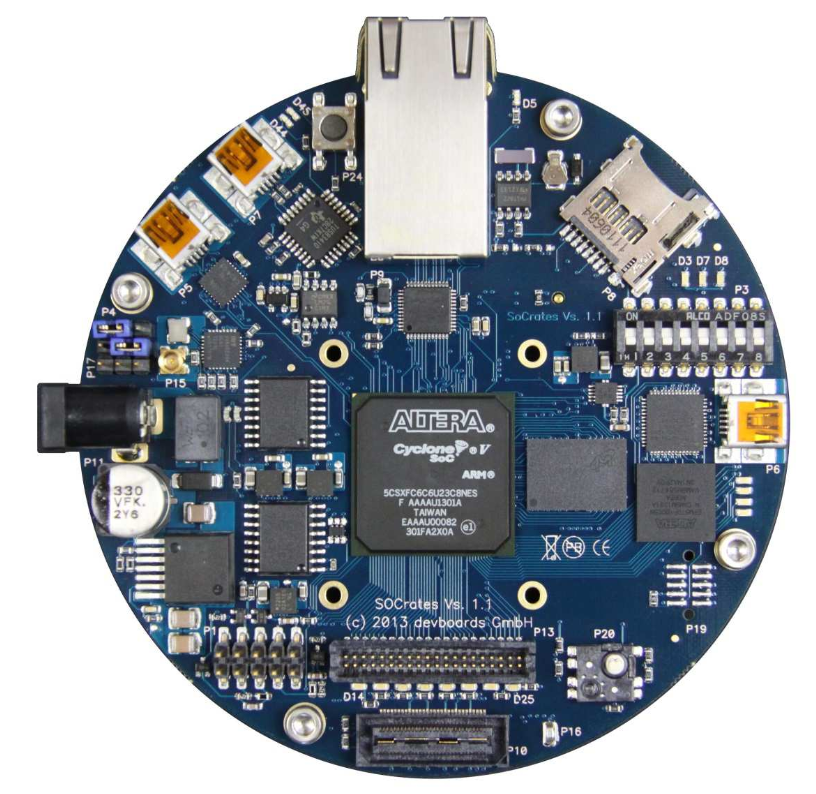 D5
D45
D44
P24
P7
P5
P9
1110684
P8
D3 D7 D8
P3
SoCrates Vs. 1.1
ON
1 2 3 4 5 6 7 8
P4
P17
P15
P11
330
VFK.
2Y6
ALTERA®
Cyclone® V
SoC
ARM®
5CSXFC6C6U23C8NES
F AAAAU1301A
TAIWAN
EAAAU00082
301FA2X0A
e1
P6
PB CE
SOCrates Vs. 1.1
(c) 2013 devboards GmbH
P1
P13
P20
P19
D14
D25
P10
P16